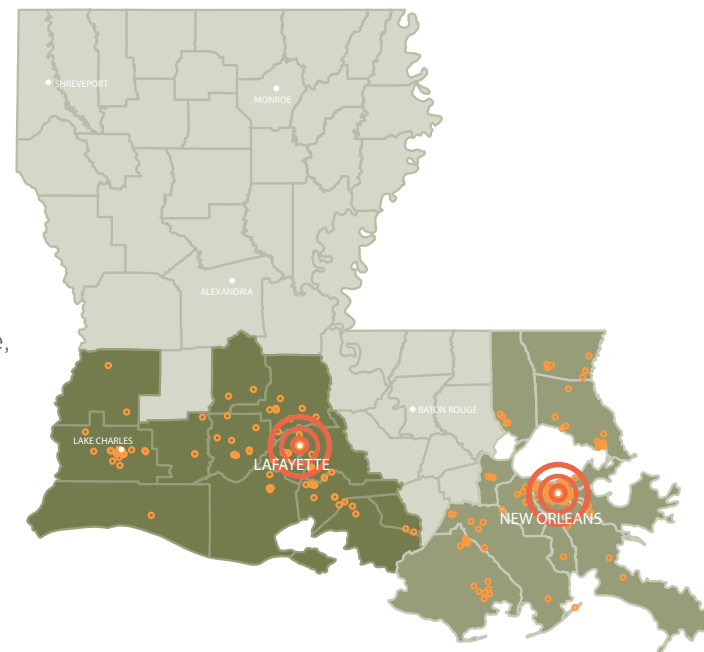 SHREVEPORT
MONROE
ALEXANDRIA
e,
BATON ROUGE
LAKE CHARLES
LAFAYETTE
NEW ORLEANS